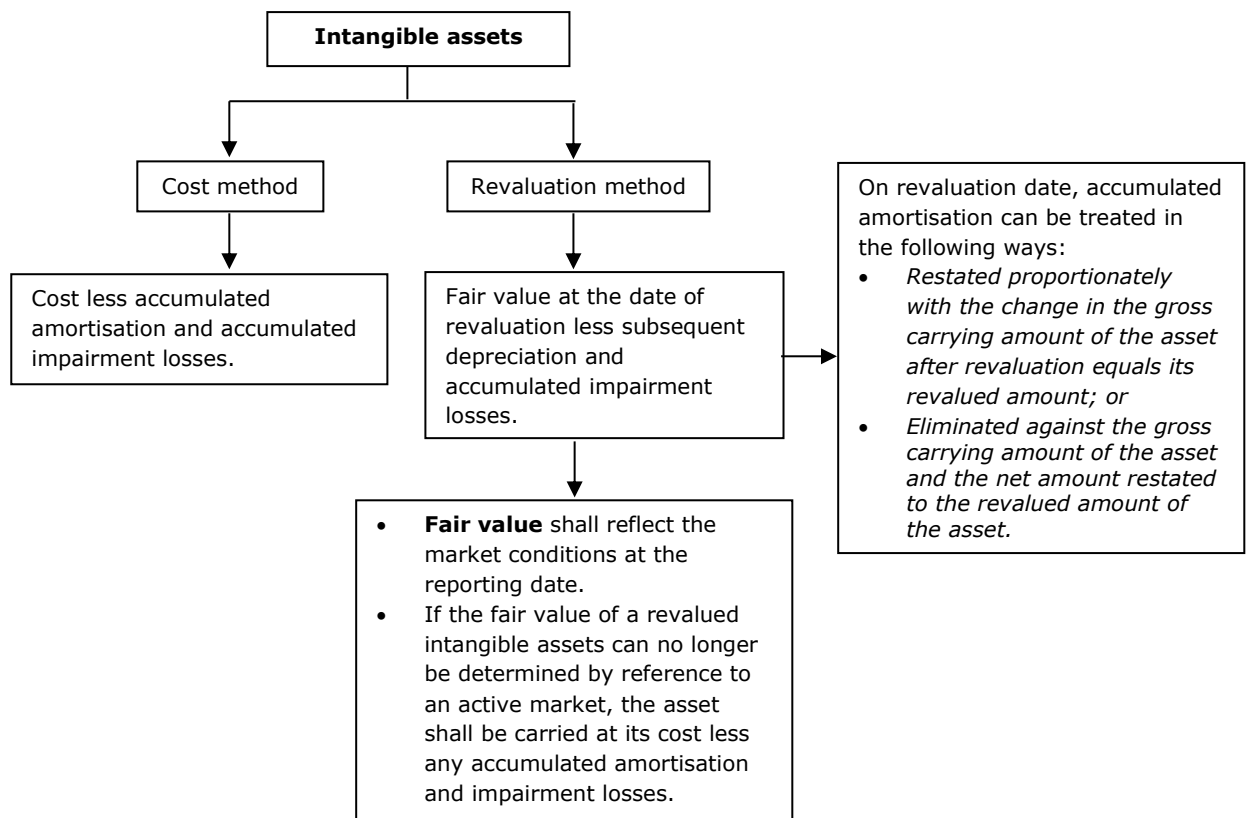 Intangible assets
Cost method
Revaluation method
Cost less accumulated
amortisation and accumulated
impairment losses.
Fair value at the date of
revaluation less subsequent
depreciation and
accumulated impairment
losses.
On revaluation date, accumulated
amortisation can be treated in
the following ways:
• Restated proportionately
with the change in the gross
carrying amount of the asset
after revaluation equals its
revalued amount; or
• Eliminated against the gross
carrying amount of the asset
and the net amount restated
to the revalued amount of
the asset.
• Fair value shall reflect the
market conditions at the
reporting date.
• If the fair value of a revalued
intangible assets can no longer
be determined by reference to
an active market, the asset
shall be carried at its cost less
any accumulated amortisation
and impairment losses.